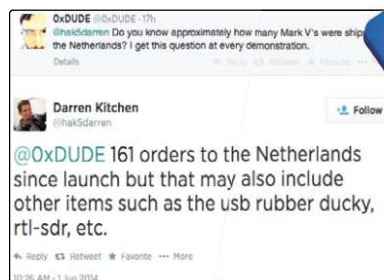 0xDUDE @0xDUDE · 17h
@hak5darren Do you know approximately how many Mark V's were
the Netherlands? I get this question at every demonstration.
Details Reply Retweet Favorite
Darren Kitchen
@hak5darren
Follow
@0xDUDE 161 orders to the Netherlands
since launch but that may also include
other items such as the usb rubber ducky,
rtl-sdr, etc.
Reply Retweet Favorite ••• More
10:26 AM - 1 Jun 2014